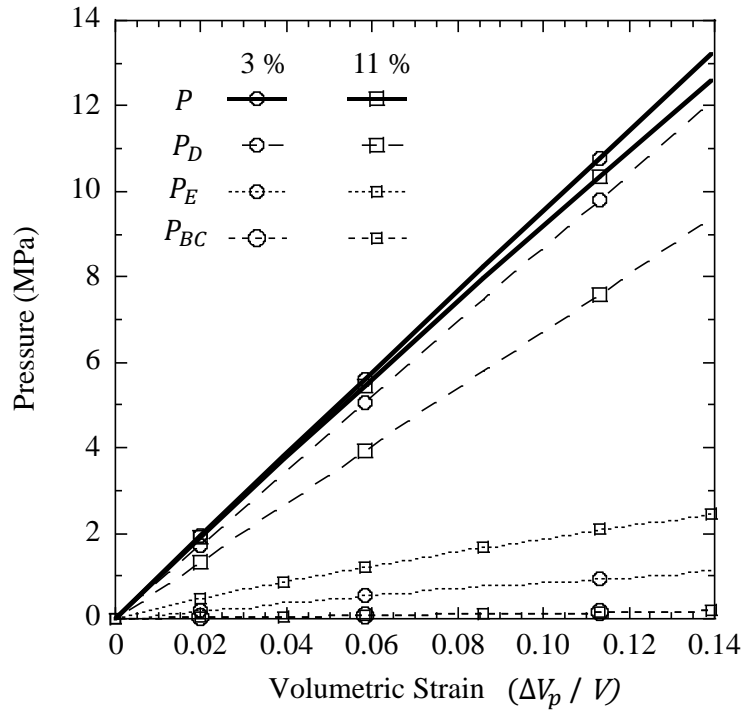 14
12
10
8
6
4
2
0
Pressure (MPa)
3 % 11 %
P
P_D
P_E
P_BC
0 0.02 0.04 0.06 0.08 0.10 0.12 0.14
Volumetric Strain (ΔV_p / V)